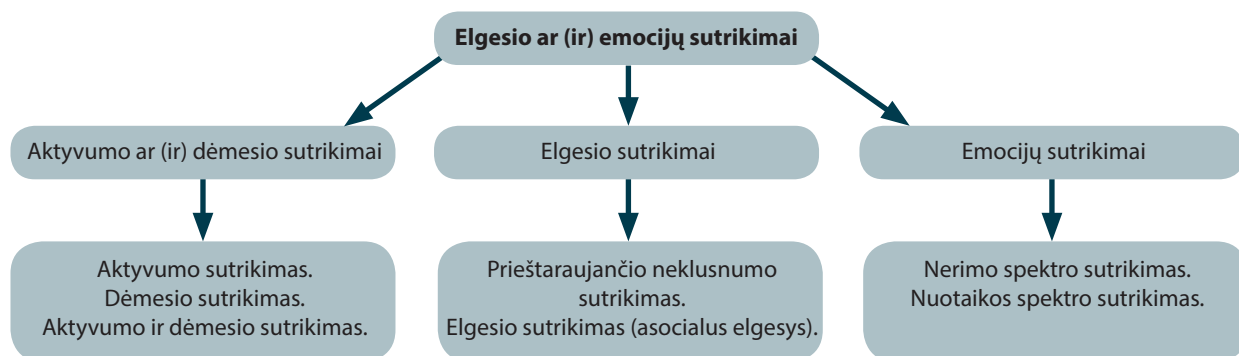 Elgesio ar (ir) emocijų sutrikimai
Aktyvumo ar (ir) dėmesio sutrikimai
Elgesio sutrikimai
Emocijų sutrikimai
Aktyvumo sutrikimas.
Dėmesio sutrikimas.
Aktyvumo ir dėmesio sutrikimas.
Prieštaraujančio neklusnumo
sutrikimas.
Elgesio sutrikimas (asocialus elgesys).
Nerimo spektro sutrikimas.
Nuotaikos spektro sutrikimas.